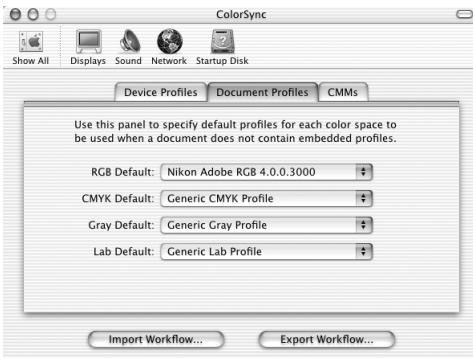 ColorSync
Show All Displays Sound Network Startup Disk
Device Profiles Document Profiles CMMs
Use this panel to specify default profiles for each color space to
be used when a document does not contain embedded profiles.
RGB Default: Nikon Adobe RGB 4.0.0.3000
CMYK Default: Generic CMYK Profile
Gray Default: Generic Gray Profile
Lab Default: Generic Lab Profile
Import Workflow... Export Workflow...